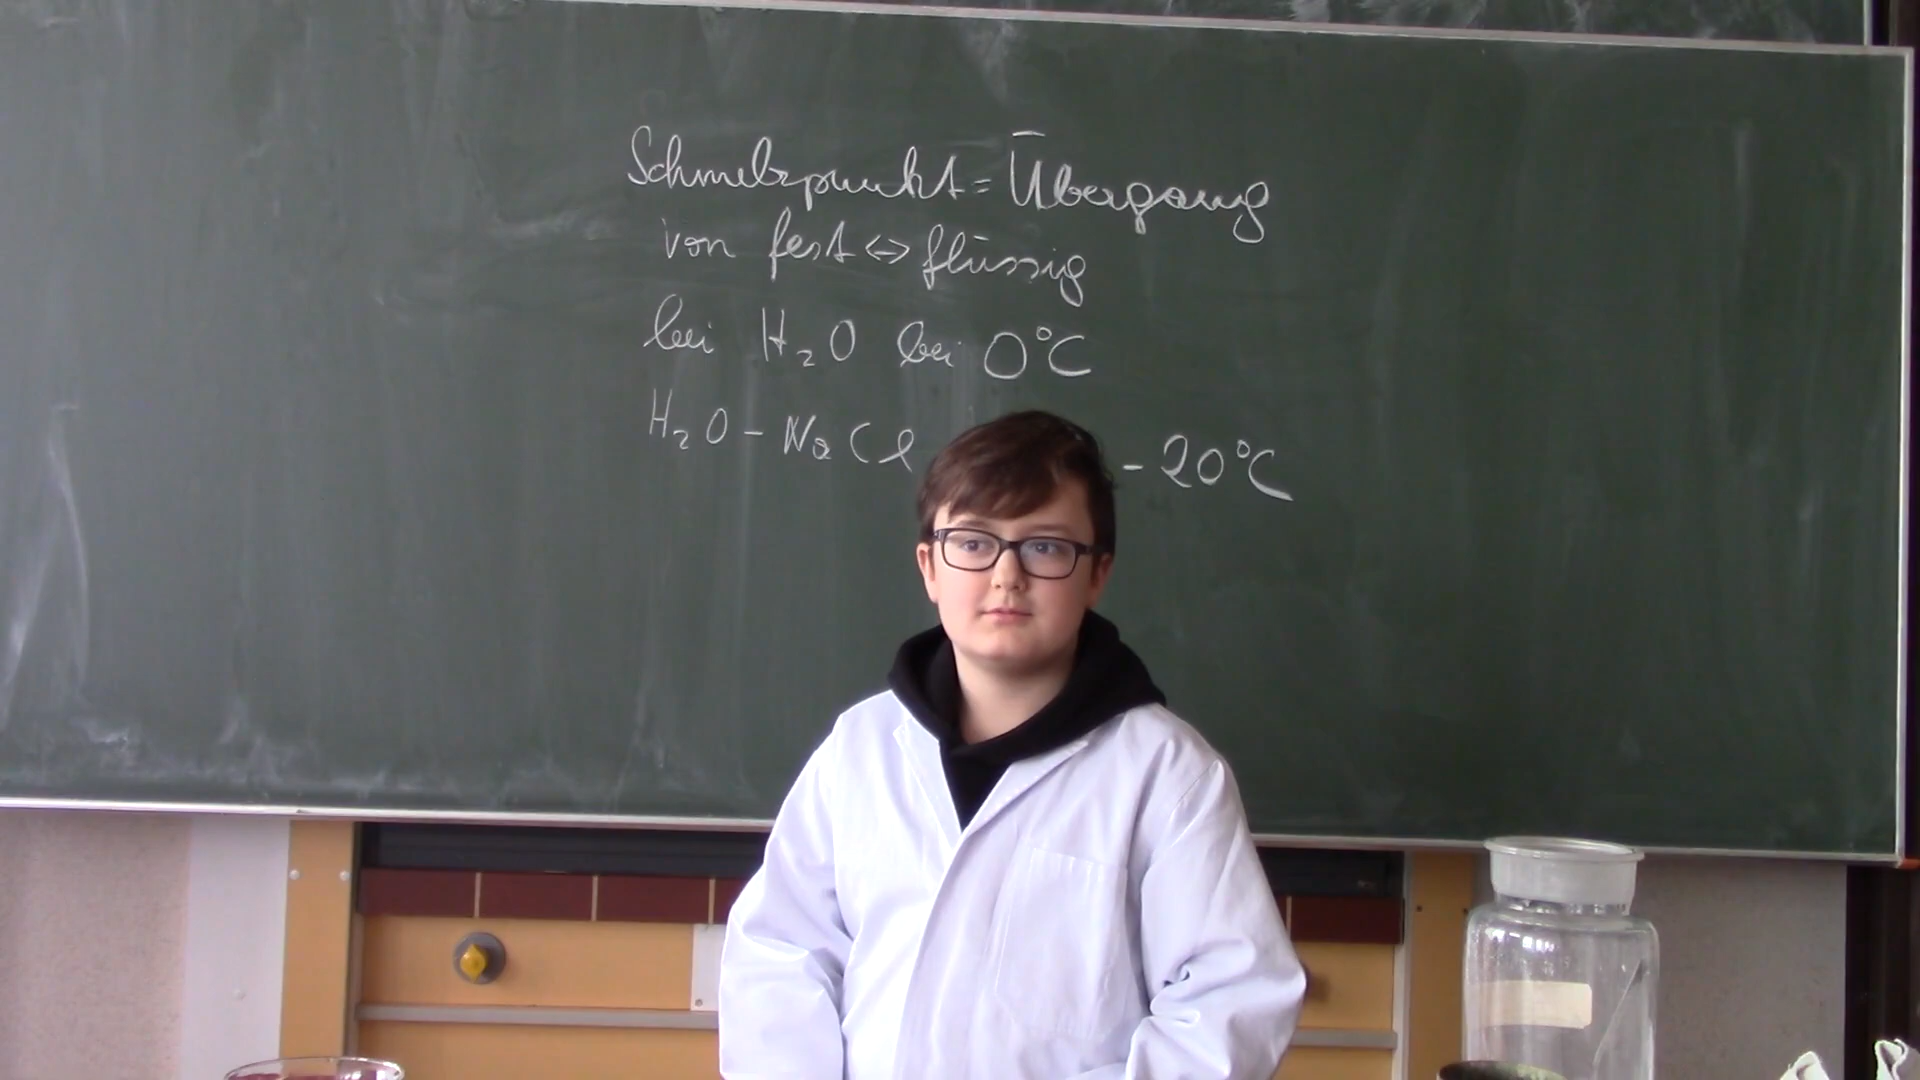 Schmelzpunkt = Übergang
von fest <-> flüssig
bei H₂O bei 0°C
H₂O - NaCl - 20°C